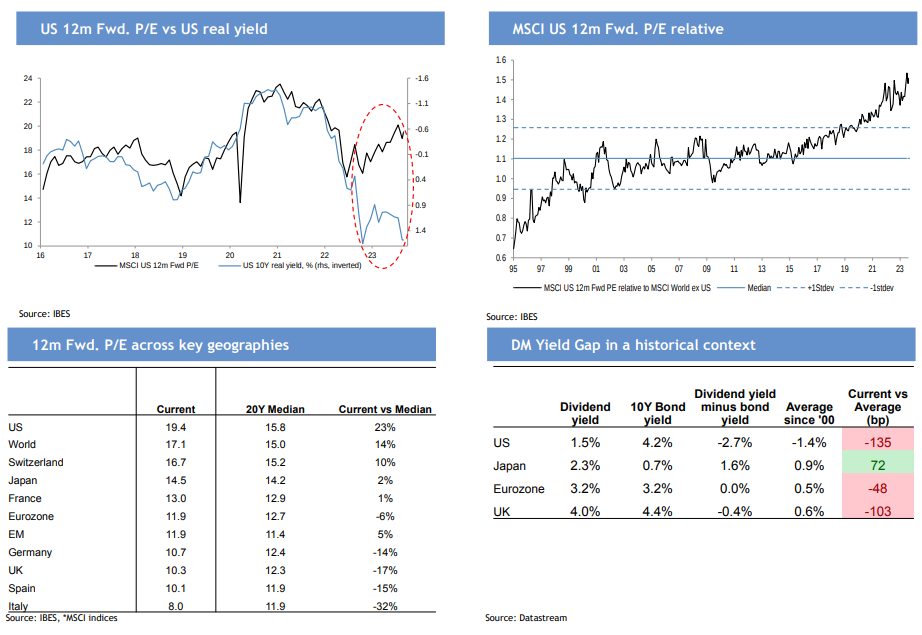 US 12m Fwd. P/E vs US real yield
24
22
20
18
16
14
12
10
-1.6
-1.1
-0.6
-0.1
0.4
0.9
1.4
16 17 18 19 20 21 22 23
MSCI US 12m Fwd P/E US 10Y real yield, % (rhs, inverted)
Source: IBES
MSCI US 12m Fwd. P/E relative
1.6
1.5
1.4
1.3
1.2
1.1
1.0
0.9
0.8
0.7
0.6
95 97 99 01 03 05 07 09 11 13 15 17 19 21 23
MSCI US 12m Fwd PE relative to MSCI World ex US Median +1Stdev -1stdev
Source: IBES
12m Fwd. P/E across key geographies
Current 20Y Median Current vs Median
US 19.4 15.8 23%
World 17.1 15.0 14%
Switzerland 16.7 15.2 10%
Japan 14.5 14.2 2%
France 13.0 12.9 1%
Eurozone 11.9 12.7 -6%
EM 11.9 11.4 5%
Germany 10.7 12.4 -14%
UK 10.3 12.3 -17%
Spain 10.1 11.9 -15%
Italy 8.0 11.9 -32%
Source: IBES, *MSCI indices
DM Yield Gap in a historical context
Dividend yield 10Y Bond yield Dividend yield minus bond yield Average since '00 Current vs Average (bp)
US 1.5% 4.2% -2.7% -1.4% -135
Japan 2.3% 0.7% 1.6% 0.9% 72
Eurozone 3.2% 3.2% 0.0% 0.5% -48
UK 4.0% 4.4% -0.4% 0.6% -103
Source: Datastream